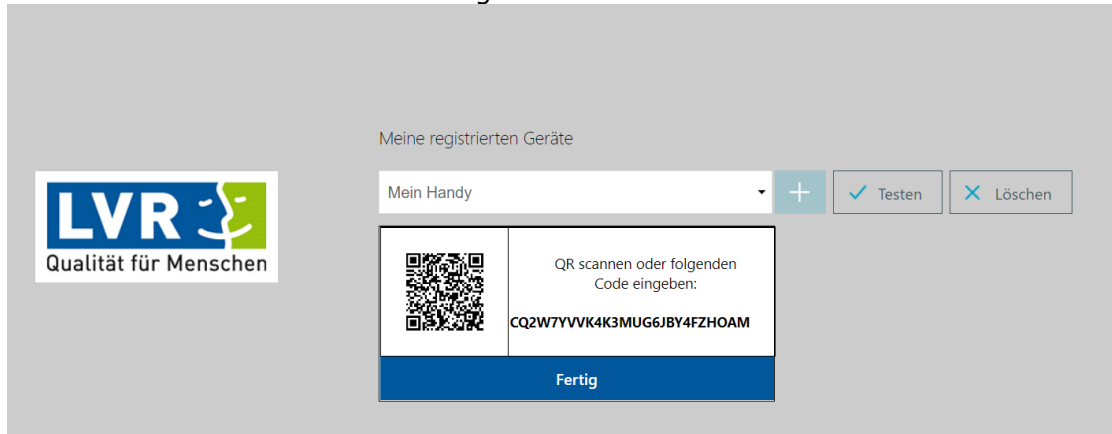 Meine registrierten Geräte
LVR
Qualität für Menschen
Mein Handy
Testen
Löschen
QR scannen oder folgenden
Code eingeben:
CQ2W7YVVK4K3MUG6JBY4FZHOAM
Fertig